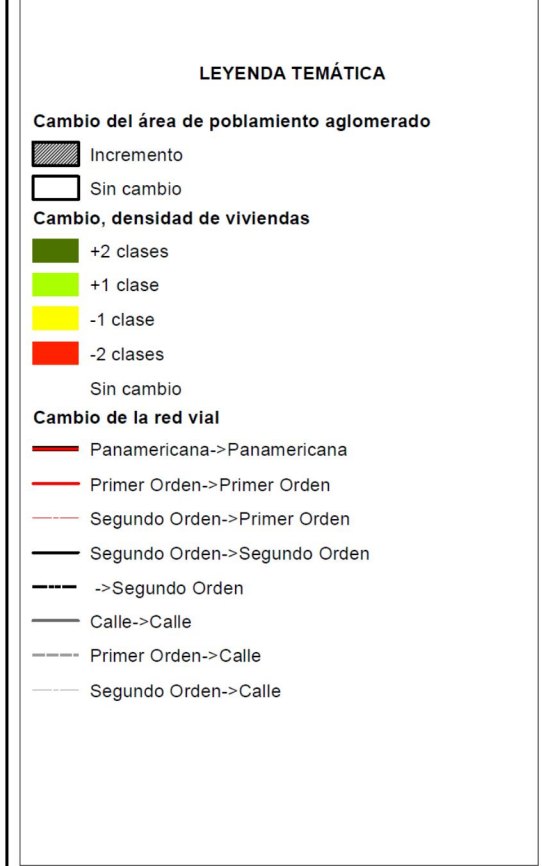 LEYENDA TEMÁTICA
Cambio del área de poblamiento aglomerado
Incremento
Sin cambio
Cambio, densidad de viviendas
+2 clases
+1 clase
-1 clase
-2 clases
Sin cambio
Cambio de la red vial
Panamericana->Panamericana
Primer Orden->Primer Orden
Segundo Orden->Primer Orden
Segundo Orden->Segundo Orden
->Segundo Orden
Calle->Calle
Primer Orden->Calle
Segundo Orden->Calle